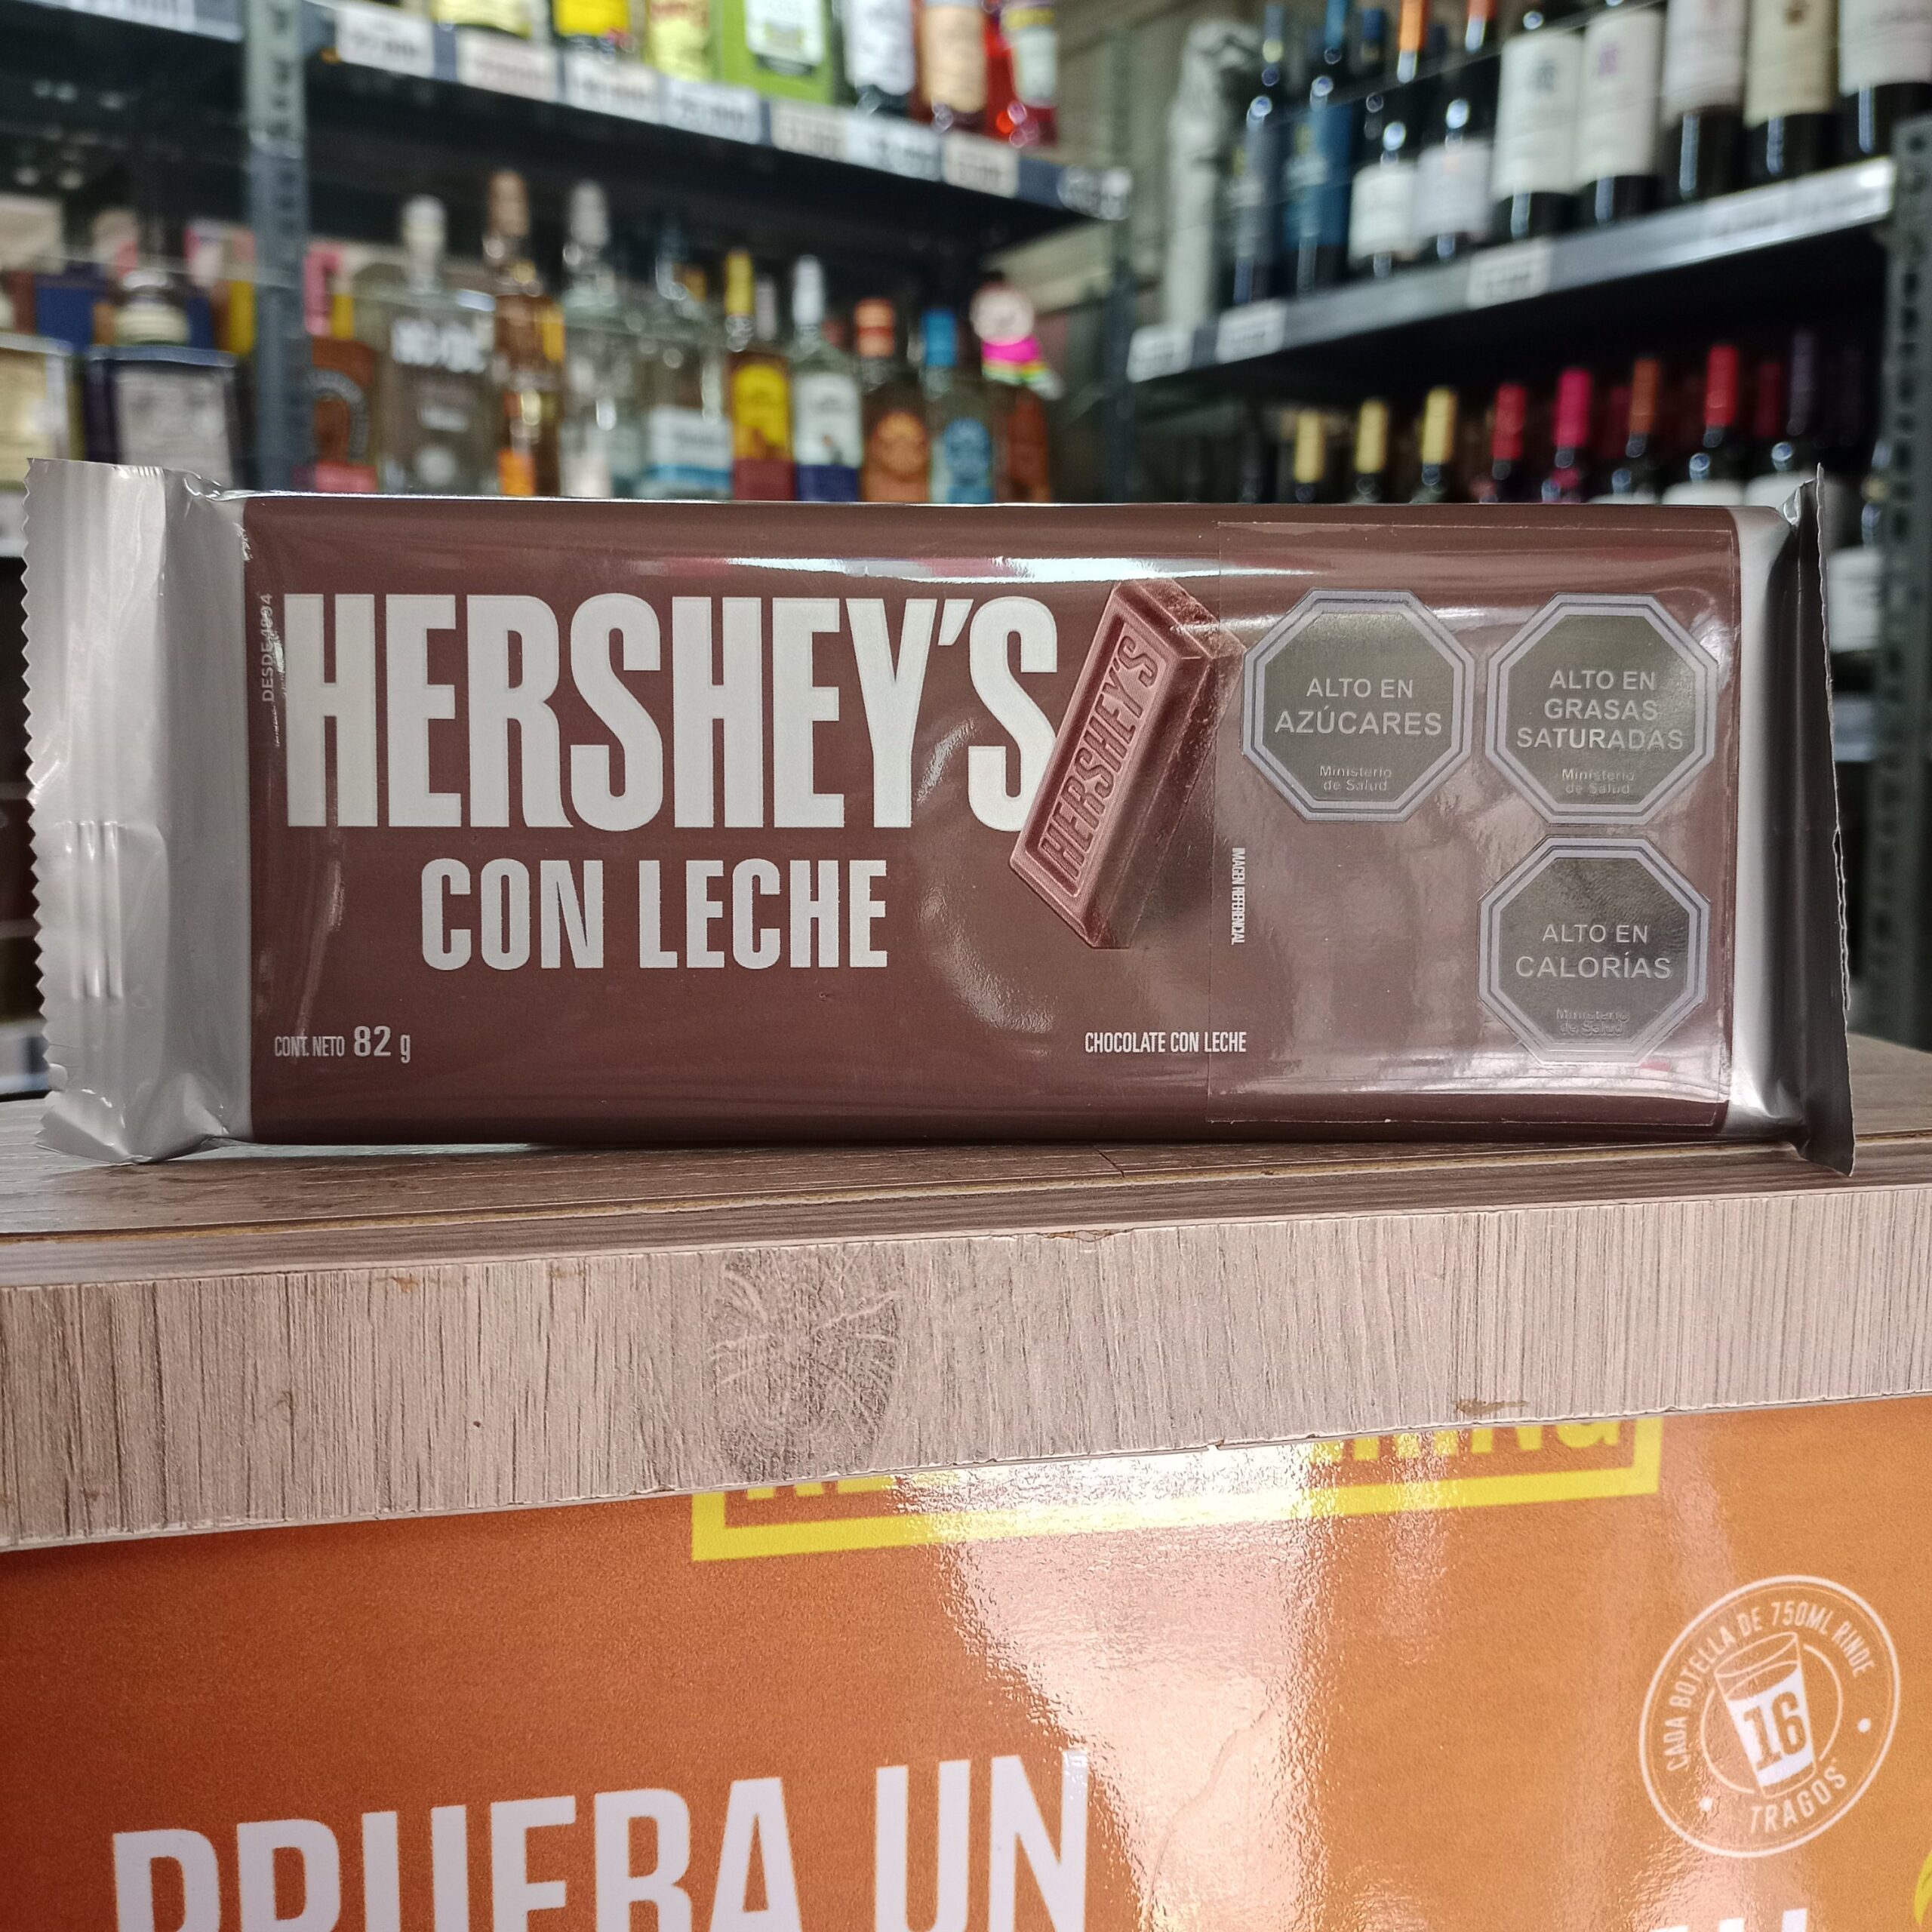 DESDE 1894
HERSHEY'S
CON LECHE
CONT. NETO 82 g
HERSHEY'S
CHOCOLATE CON LECHE
IMAGEN REFERENCIAL
ALTO EN
AZÚCARES
Ministerio
de Salud
ALTO EN
GRASAS
SATURADAS
Ministerio
de Salud
ALTO EN
CALORÍAS
Ministerio
de Salud
CADA BOTELLA DE 750ML RINDE
16
TRAGOS
PRUEBA UN